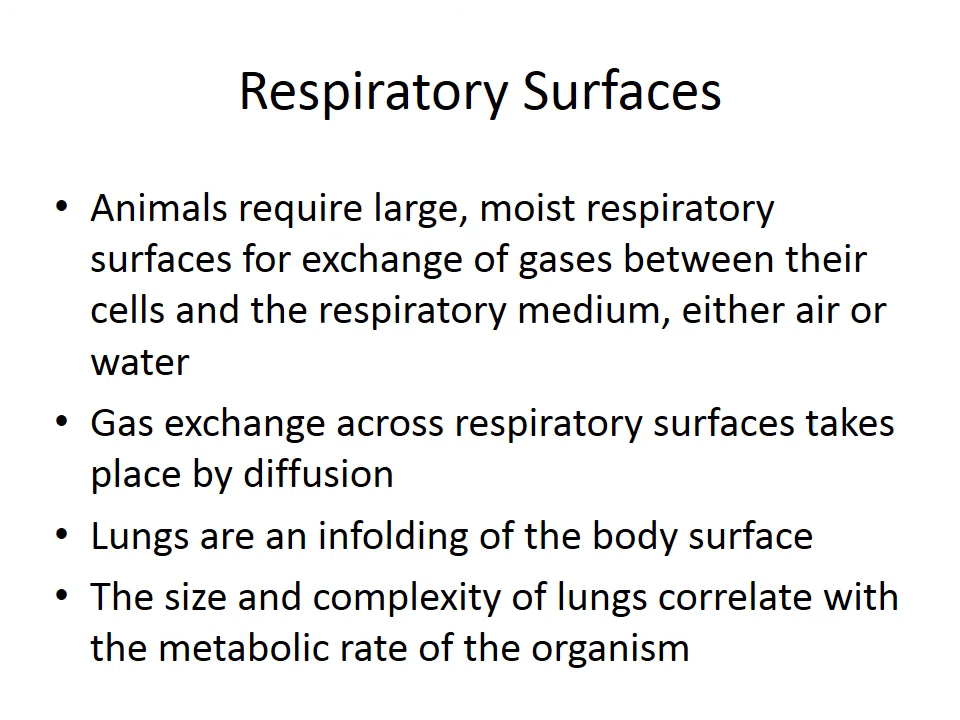 Respiratory Surfaces
• Animals require large, moist respiratory
surfaces for exchange of gases between their
cells and the respiratory medium, either air or
water
• Gas exchange across respiratory surfaces takes
place by diffusion
• Lungs are an infolding of the body surface
• The size and complexity of lungs correlate with
the metabolic rate of the organism